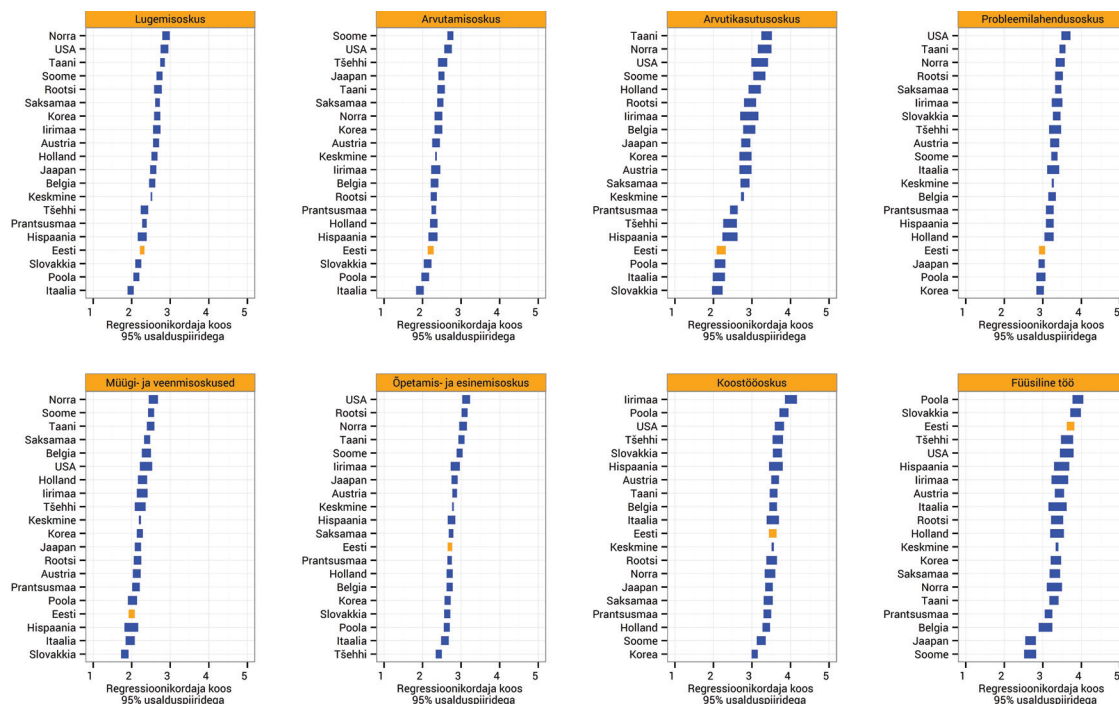 Lugemisoskus
Norra
USA
Taani
Soome
Rootsi
Saksamaa
Korea
Iirimaa
Austria
Holland
Jaapan
Belgia
Keskmine
Tšehhi
Prantsusmaa
Hispaania
Eesti
Slovakkia
Poola
Itaalia
1 2 3 4 5
Regressioonikordaja koos
95% usalduspiiridega
Arvutamisoskus
Soome
USA
Tšehhi
Jaapan
Taani
Saksamaa
Norra
Korea
Austria
Keskmine
Iirimaa
Belgia
Rootsi
Prantsusmaa
Holland
Hispaania
Eesti
Slovakkia
Poola
Itaalia
1 2 3 4 5
Regressioonikordaja koos
95% usalduspiiridega
Arvutikasutusoskus
Taani
Norra
USA
Soome
Holland
Rootsi
Iirimaa
Belgia
Jaapan
Korea
Austria
Saksamaa
Keskmine
Prantsusmaa
Tšehhi
Hispaania
Eesti
Poola
Itaalia
Slovakkia
1 2 3 4 5
Regressioonikordaja koos
95% usalduspiiridega
Probleemilahendusoskus
USA
Taani
Norra
Rootsi
Saksamaa
Iirimaa
Slovakkia
Tšehhi
Austria
Soome
Itaalia
Keskmine
Belgia
Prantsusmaa
Hispaania
Holland
Eesti
Jaapan
Poola
Korea
1 2 3 4 5
Regressioonikordaja koos
95% usalduspiiridega
Müügi- ja veenmisoskused
Norra
Soome
Taani
Saksamaa
Belgia
USA
Holland
Iirimaa
Tšehhi
Keskmine
Korea
Jaapan
Rootsi
Austria
Prantsusmaa
Poola
Eesti
Hispaania
Itaalia
Slovakkia
1 2 3 4 5
Regressioonikordaja koos
95% usalduspiiridega
Õpetamis- ja esinemisoskus
USA
Rootsi
Norra
Taani
Soome
Iirimaa
Jaapan
Austria
Keskmine
Hispaania
Saksamaa
Eesti
Prantsusmaa
Holland
Belgia
Korea
Slovakkia
Poola
Itaalia
Tšehhi
1 2 3 4 5
Regressioonikordaja koos
95% usalduspiiridega
Koostööoskus
Iirimaa
Poola
USA
Tšehhi
Slovakkia
Hispaania
Austria
Taani
Belgia
Itaalia
Eesti
Keskmine
Rootsi
Norra
Jaapan
Saksamaa
Prantsusmaa
Holland
Soome
Korea
1 2 3 4 5
Regressioonikordaja koos
95% usalduspiiridega
Füüsiline töö
Poola
Slovakkia
Eesti
Tšehhi
USA
Hispaania
Iirimaa
Austria
Itaalia
Rootsi
Holland
Keskmine
Korea
Saksamaa
Norra
Taani
Prantsusmaa
Belgia
Jaapan
Soome
1 2 3 4 5
Regressioonikordaja koos
95% usalduspiiridega